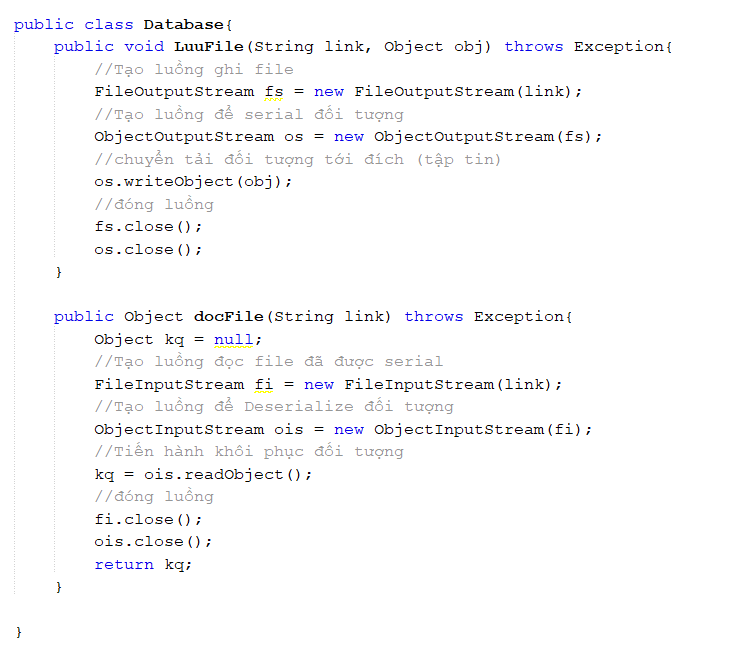 public class Database{
    public void LuuFile(String link, Object obj) throws Exception{
        //Tạo luồng ghi file
        FileOutputStream fs = new FileOutputStream(link);
        //Tạo luồng để serial đối tượng
        ObjectOutputStream os = new ObjectOutputStream(fs);
        //chuyển tải đối tượng tới đích (tập tin)
        os.writeObject(obj);
        //đóng luồng
        fs.close();
        os.close();
    }

    public Object docFile(String link) throws Exception{
        Object kq = null;
        //Tạo luồng đọc file đã được serial
        FileInputStream fi = new FileInputStream(link);
        //Tạo luồng để Deserialize đối tượng
        ObjectInputStream ois = new ObjectInputStream(fi);
        //Tiến hành khôi phục đối tượng
        kq = ois.readObject();
        //đóng luồng
        fi.close();
        ois.close();
        return kq;
    }

}